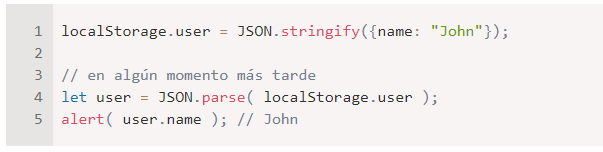 1 localStorage.user = JSON.stringify({name: "John"});
2
3 // en algún momento más tarde
4 let user = JSON.parse( localStorage.user );
5 alert( user.name ); // John